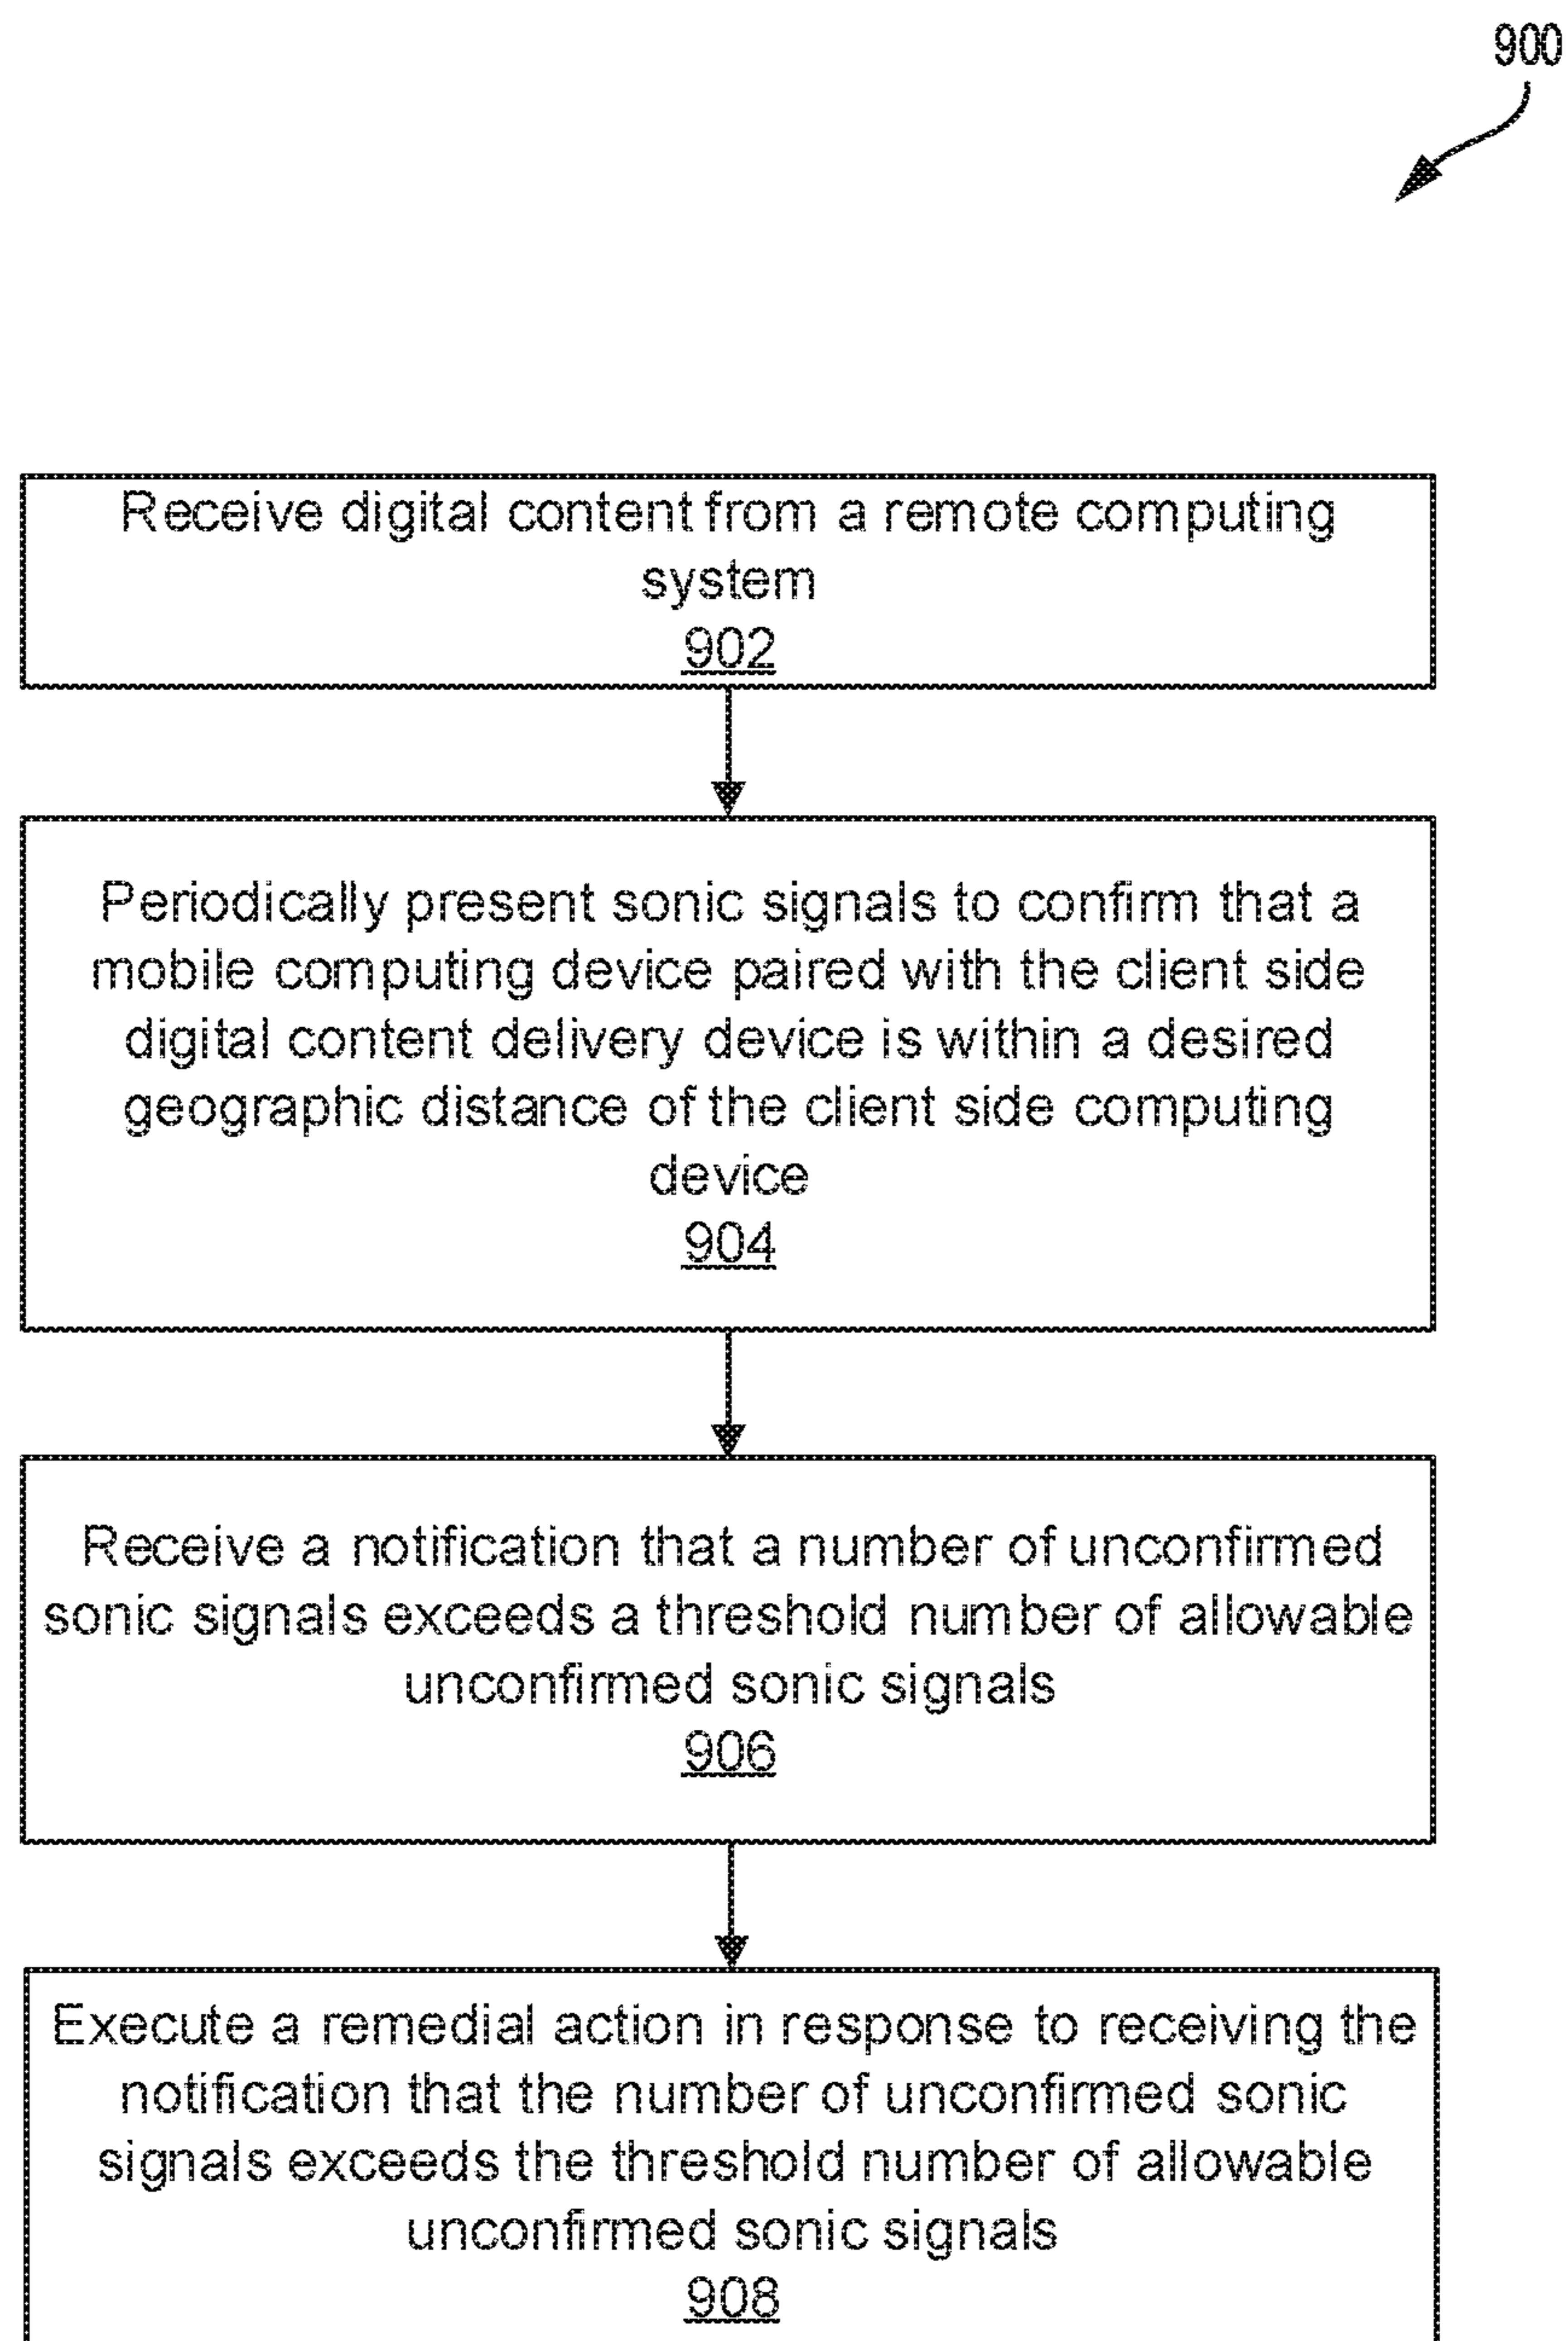 900
Receive digital content from a remote computing
system
902
Periodically present sonic signals to confirm that a
mobile computing device paired with the client side
digital content delivery device is within a desired
geographic distance of the client side computing
device
904
Receive a notification that a number of unconfirmed
sonic signals exceeds a threshold number of allowable
unconfirmed sonic signals
906
Execute a remedial action in response to receiving the
notification that the number of unconfirmed sonic
signals exceeds the threshold number of allowable
unconfirmed sonic signals
908